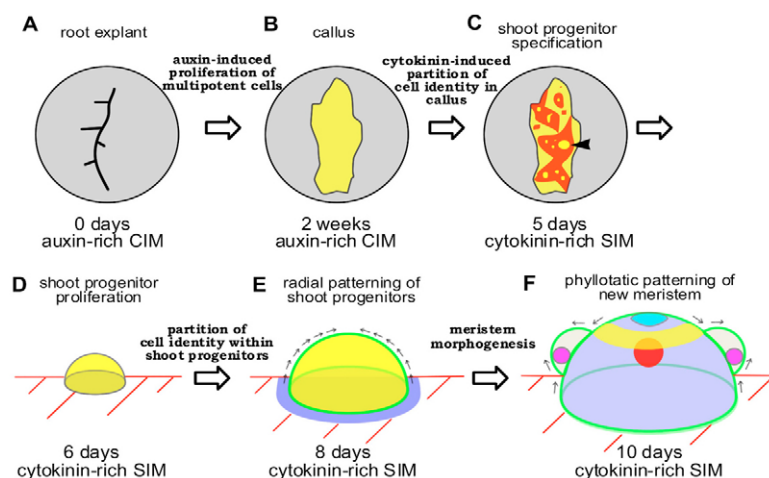 A
root explant
auxin-induced
proliferation of
multipotent cells
0 days
auxin-rich CIM
B
callus
cytokinin-induced
partition of
cell identity in
callus
2 weeks
auxin-rich CIM
C
shoot progenitor
specification
5 days
cytokinin-rich SIM
D
shoot progenitor
proliferation
partition of
cell identity within
shoot progenitors
6 days
cytokinin-rich SIM
E
radial patterning of
shoot progenitors
meristem
morphogenesis
8 days
cytokinin-rich SIM
F
phyllotatic patterning of
new meristem
10 days
cytokinin-rich SIM